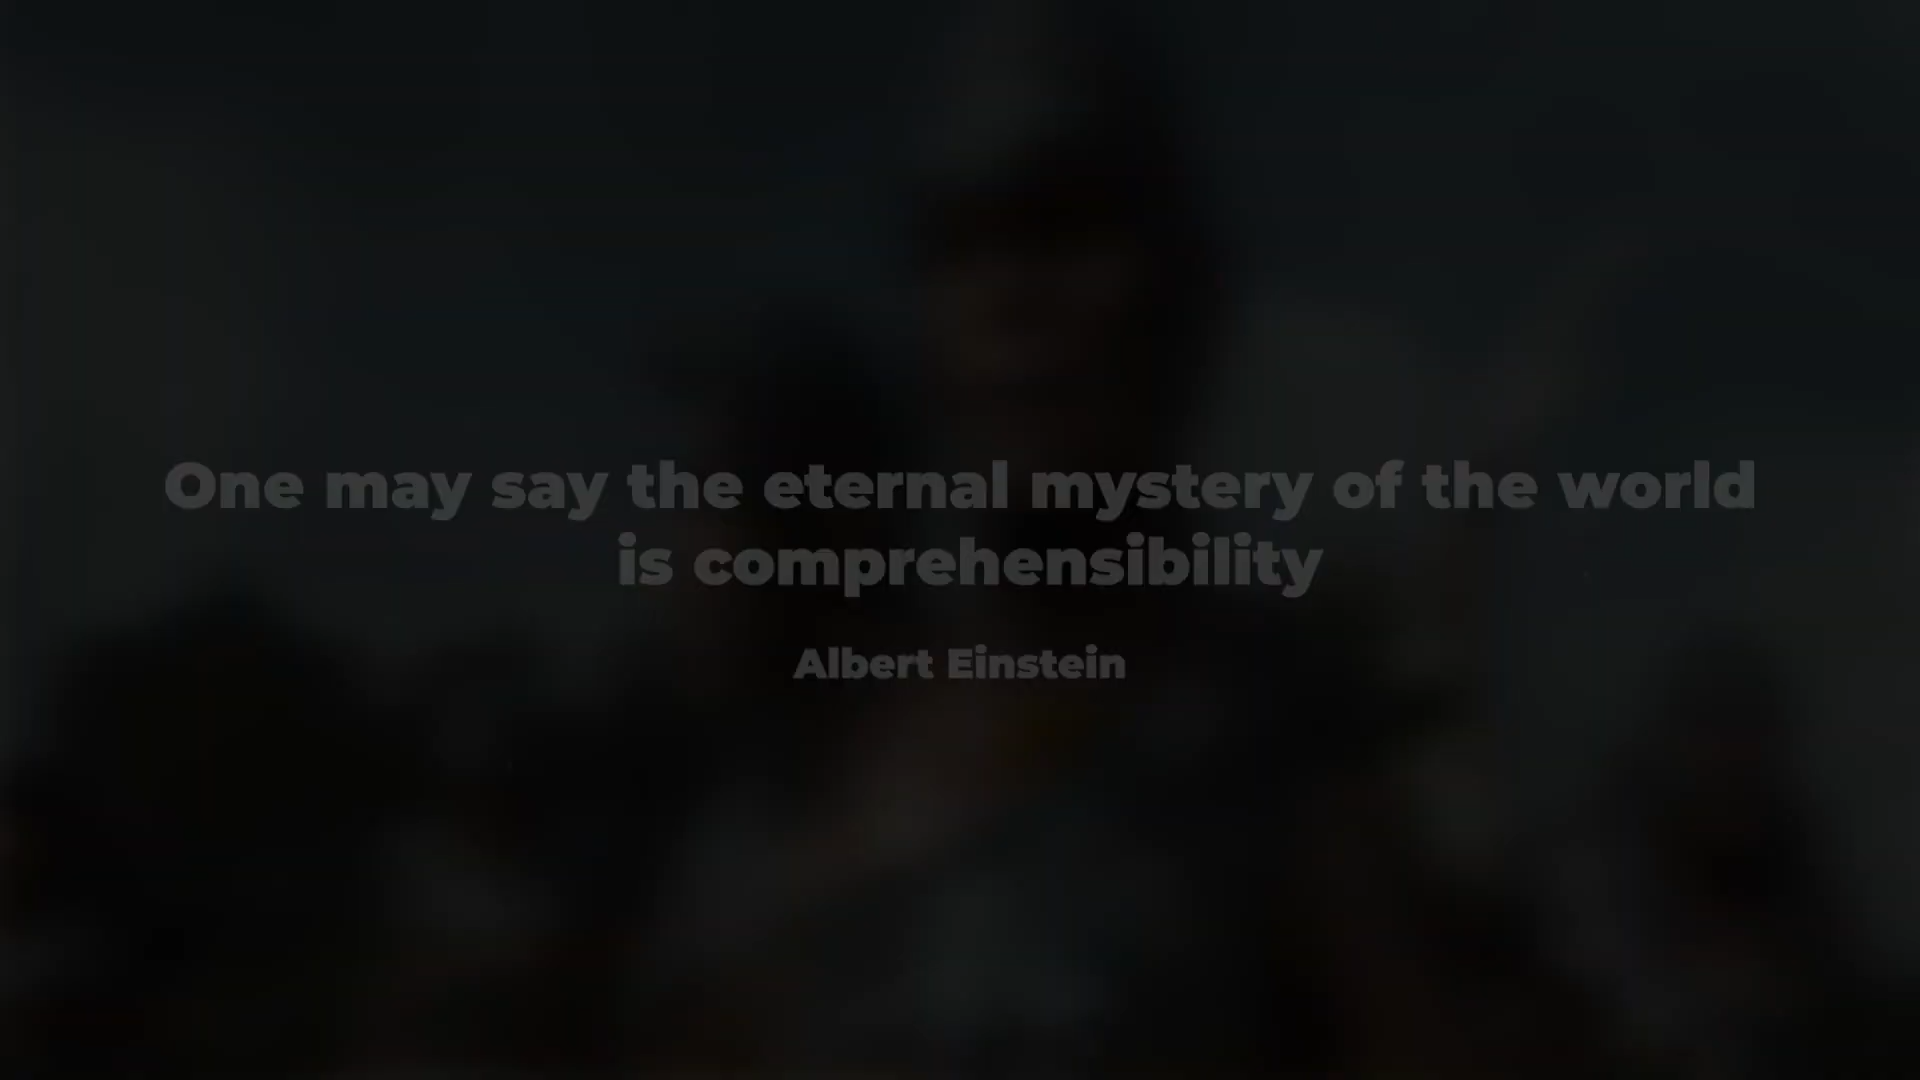 One may say the eternal mystery of the world
is comprehensibility
Albert Einstein